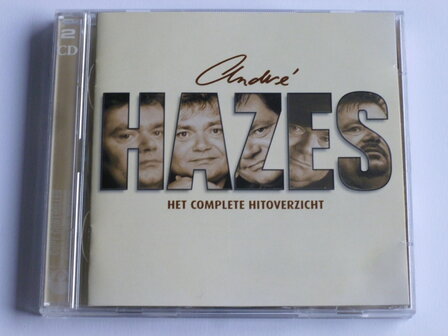 2
CD
André
HAZES
HET COMPLETE HITOVERZICHT